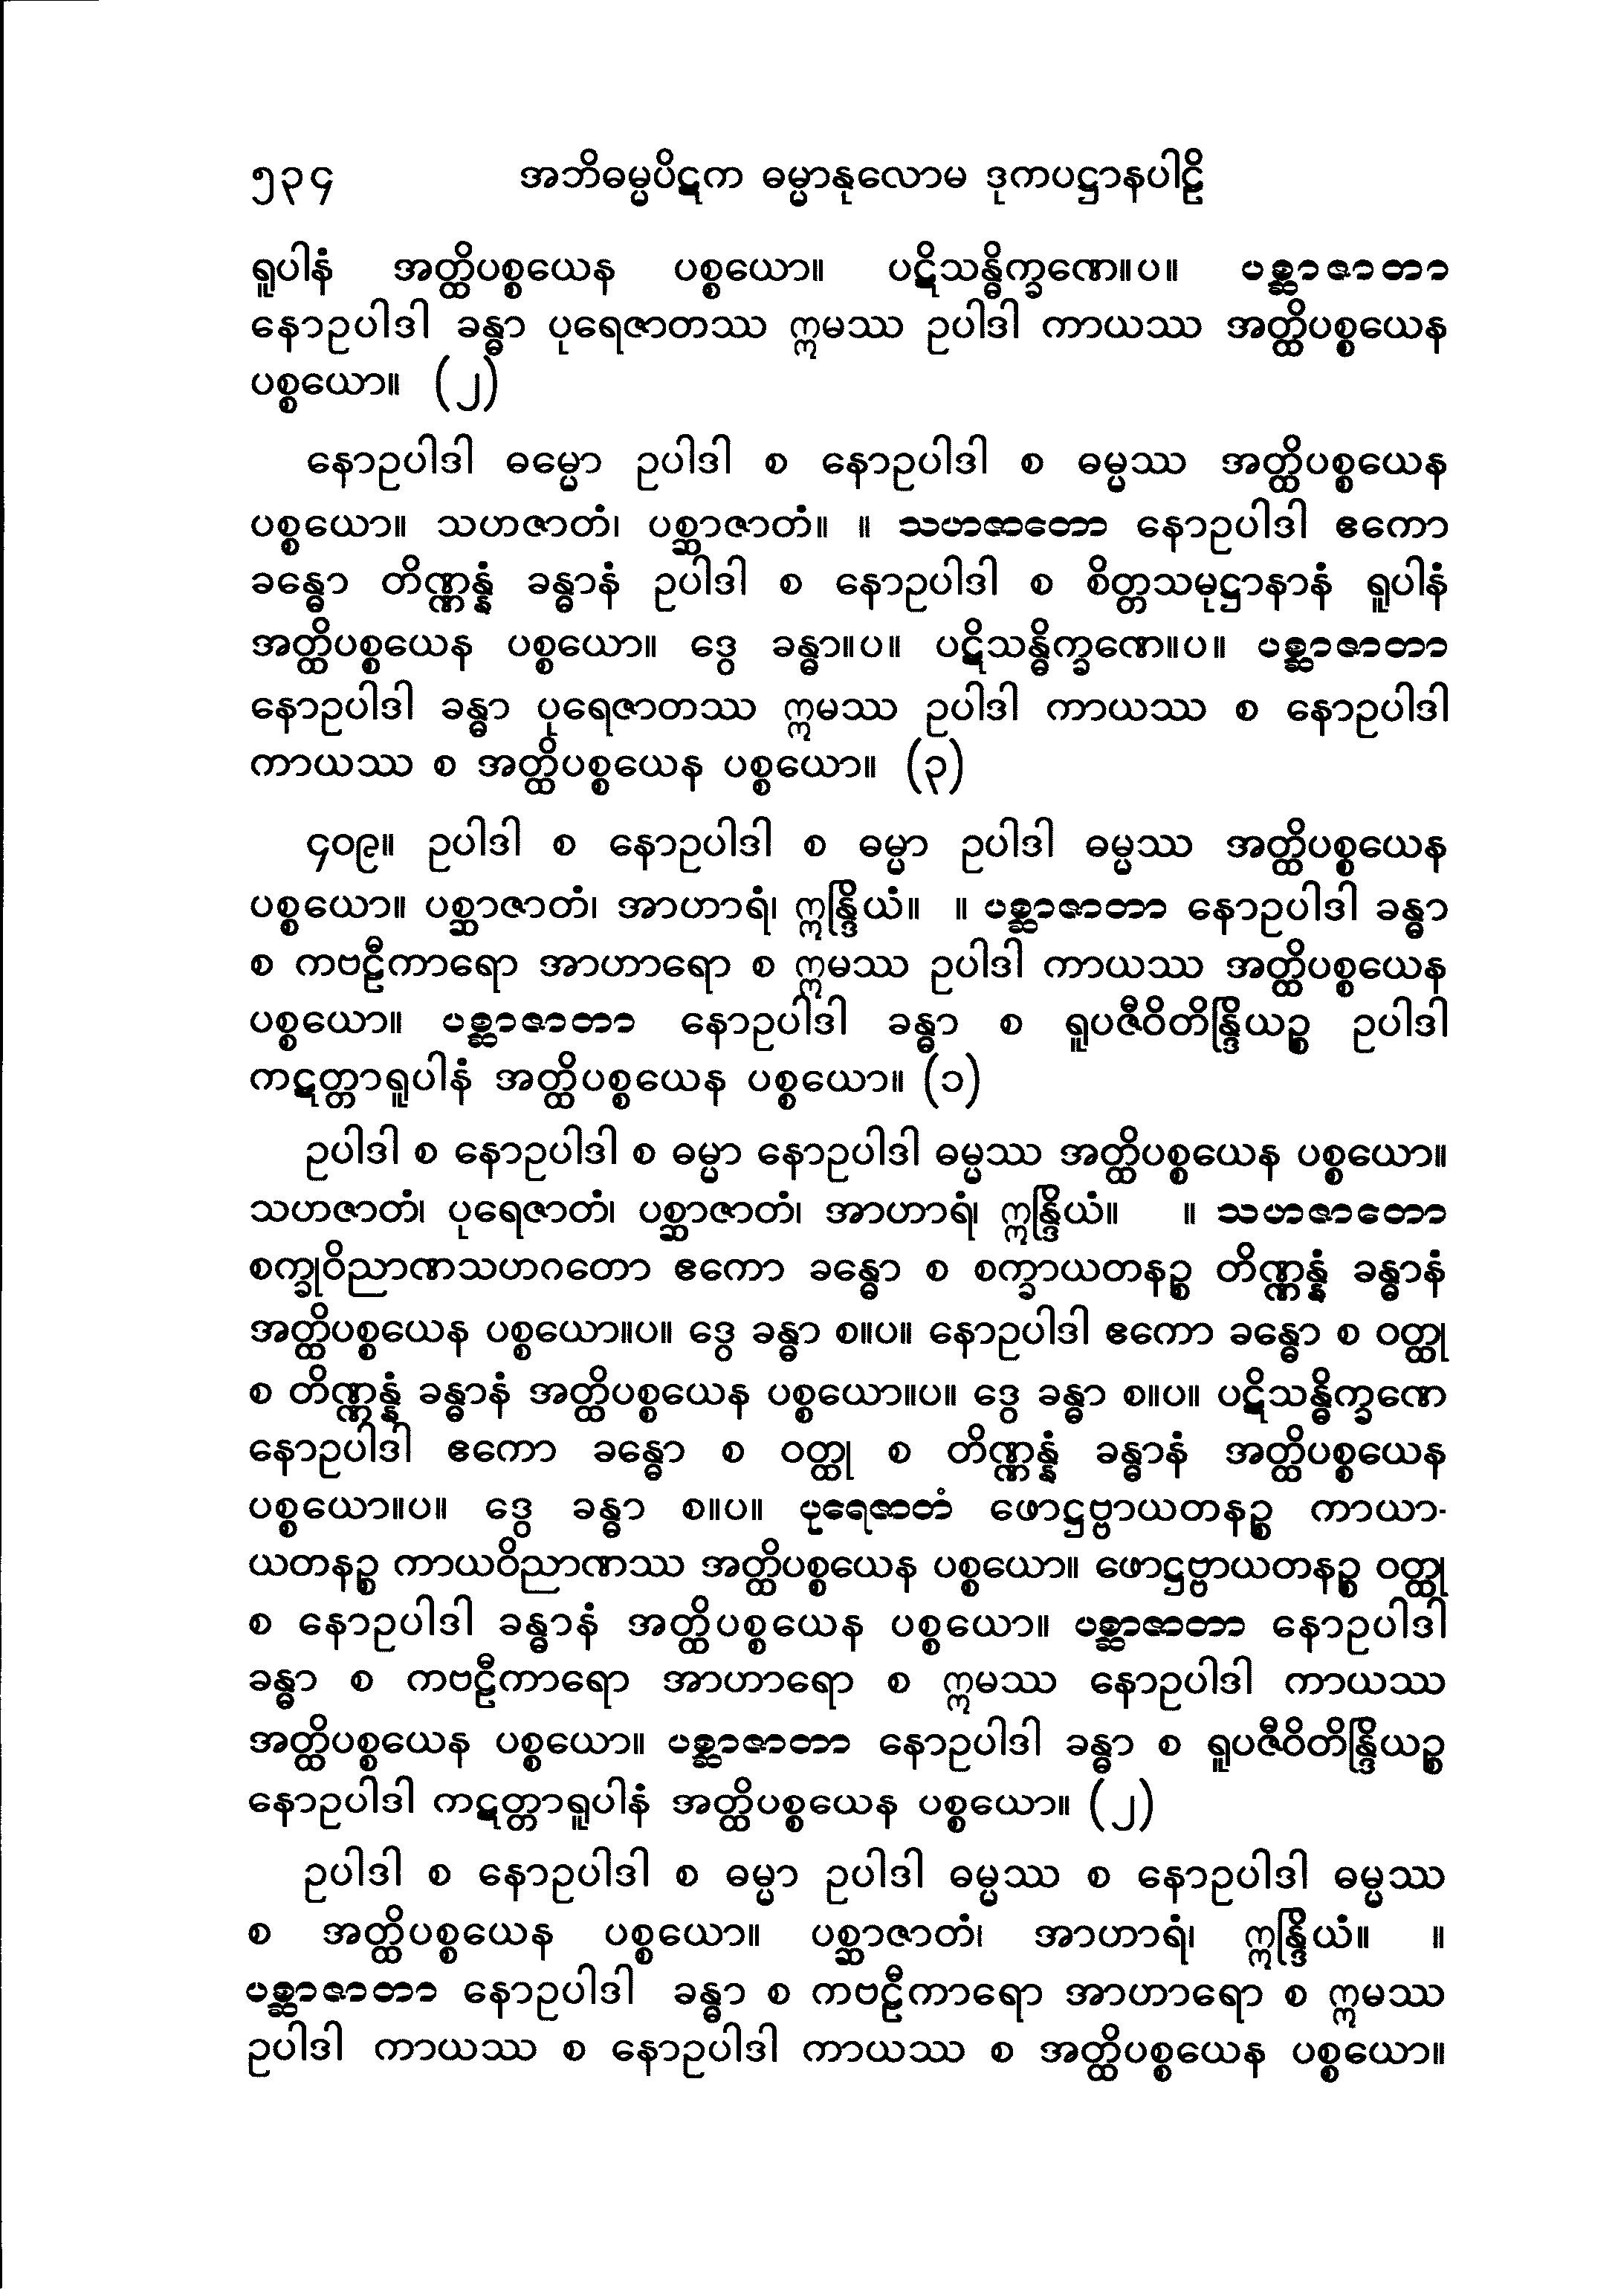 ၅၃၄ အဘိဓမ္မပိဋက ဓမ္မာနုလောမ ဒုကပဋ္ဌာနပါဠိ
ရူပါနံ အတ္ထိပစ္စယေန ပစ္စယော။ ပဋိသန္ဓိက္ခဏေ။ပ။ ပစ္ဆာဇာတာ
နောဥပါဒါ ခန္ဓာ ပုရေဇာတဿ ဣမဿ ဥပါဒါ ကာယဿ အတ္ထိပစ္စယေန
ပစ္စယော။ (၂)
နောဥပါဒါ ဓမ္မော ဥပါဒါ စ နောဥပါဒါ စ ဓမ္မဿ အတ္ထိပစ္စယေန
ပစ္စယော။ သဟဇာတံ၊ ပစ္ဆာဇာတံ။ ။ သဟဇာတော နောဥပါဒါ ဧကော
ခန္ဓော တိဏ္ဏန္နံ ခန္ဓာနံ ဥပါဒါ စ နောဥပါဒါ စ စိတ္တသမုဋ္ဌာနာနံ ရူပါနံ
အတ္ထိပစ္စယေန ပစ္စယော။ ဒွေ ခန္ဓာ။ပ။ ပဋိသန္ဓိက္ခဏေ။ပ။ ပစ္ဆာဇာတာ
နောဥပါဒါ ခန္ဓာ ပုရေဇာတဿ ဣမဿ ဥပါဒါ ကာယဿ စ နောဥပါဒါ
ကာယဿ စ အတ္ထိပစ္စယေန ပစ္စယော။ (၃)
၄၀၉။ ဥပါဒါ စ နောဥပါဒါ စ ဓမ္မာ ဥပါဒါ ဓမ္မဿ အတ္ထိပစ္စယေန
ပစ္စယော။ ပစ္ဆာဇာတံ၊ အာဟာရံ၊ ဣန္ဒြိယံ။ ။ ပစ္ဆာဇာတာ နောဥပါဒါ ခန္ဓာ
စ ကဗဠီကာရော အာဟာရော စ ဣမဿ ဥပါဒါ ကာယဿ အတ္ထိပစ္စယေန
ပစ္စယော။ ပစ္ဆာဇာတာ နောဥပါဒါ ခန္ဓာ စ ရူပဇီဝိတိန္ဒြိယဉ္စ ဥပါဒါ
ကဋတ္တာရူပါနံ အတ္ထိပစ္စယေန ပစ္စယော။ (၁)
ဥပါဒါ စ နောဥပါဒါ စ ဓမ္မာ နောဥပါဒါ ဓမ္မဿ အတ္ထိပစ္စယေန ပစ္စယော။
သဟဇာတံ၊ ပုရေဇာတံ၊ ပစ္ဆာဇာတံ၊ အာဟာရံ၊ ဣန္ဒြိယံ။ ။ သဟဇာတော
စက္ခုဝိညာဏသဟဂတော ဧကော ခန္ဓော စ စက္ခာယတနဉ္စ တိဏ္ဏန္နံ ခန္ဓာနံ
အတ္ထိပစ္စယေန ပစ္စယော။ပ။ ဒွေ ခန္ဓာ စ။ပ။ နောဥပါဒါ ဧကော ခန္ဓော စ ဝတ္ထု
စ တိဏ္ဏန္နံ ခန္ဓာနံ အတ္ထိပစ္စယေန ပစ္စယော။ပ။ ဒွေ ခန္ဓာ စ။ပ။ ပဋိသန္ဓိက္ခဏေ
နောဥပါဒါ ဧကော ခန္ဓော စ ဝတ္ထု စ တိဏ္ဏန္နံ ခန္ဓာနံ အတ္ထိပစ္စယေန
ပစ္စယော။ပ။ ဒွေ ခန္ဓာ စ။ပ။ ပုရေဇာတံ ဖောဋ္ဌဗ္ဗာယတနဉ္စ ကာယာ-
ယတနဉ္စ ကာယဝိညာဏဿ အတ္ထိပစ္စယေန ပစ္စယော။ ဖောဋ္ဌဗ္ဗာယတနဉ္စ ဝတ္ထု
စ နောဥပါဒါ ခန္ဓာနံ အတ္ထိပစ္စယေန ပစ္စယော။ ပစ္ဆာဇာတာ နောဥပါဒါ
ခန္ဓာ စ ကဗဠီကာရော အာဟာရော စ ဣမဿ နောဥပါဒါ ကာယဿ
အတ္ထိပစ္စယေန ပစ္စယော။ ပစ္ဆာဇာတာ နောဥပါဒါ ခန္ဓာ စ ရူပဇီဝိတိန္ဒြိယဉ္စ
နောဥပါဒါ ကဋတ္တာရူပါနံ အတ္ထိပစ္စယေန ပစ္စယော။ (၂)
ဥပါဒါ စ နောဥပါဒါ စ ဓမ္မာ ဥပါဒါ ဓမ္မဿ စ နောဥပါဒါ ဓမ္မဿ
စ အတ္ထိပစ္စယေန ပစ္စယော။ ပစ္ဆာဇာတံ၊ အာဟာရံ၊ ဣန္ဒြိယံ။ ။
ပစ္ဆာဇာတာ နောဥပါဒါ ခန္ဓာ စ ကဗဠီကာရော အာဟာရော စ ဣမဿ
ဥပါဒါ ကာယဿ စ နောဥပါဒါ ကာယဿ စ အတ္ထိပစ္စယေန ပစ္စယော။